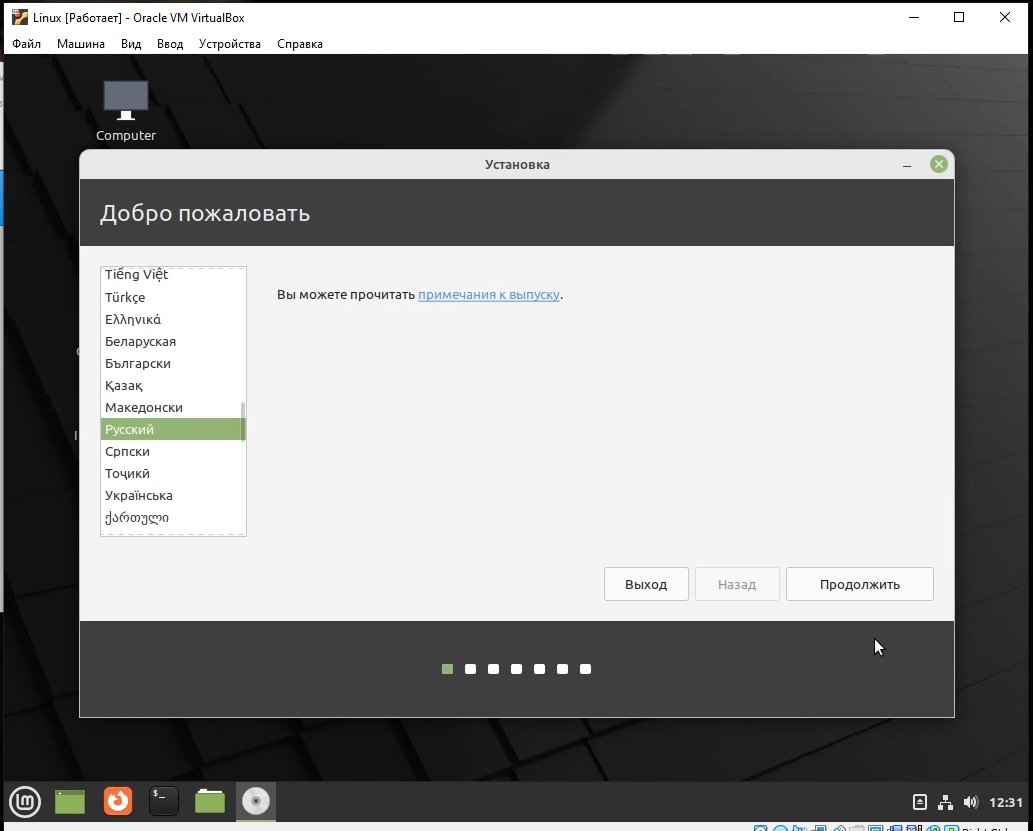 Linux [Работает] - Oracle VM VirtualBox
Файл Машина Вид Ввод Устройства Справка
Computer
Установка
Добро пожаловать
Tiếng Việt
Türkçe
Ελληνικά
Беларуская
Български
Қазақ
Македонски
Русский
Српски
Тоҷикӣ
Українська
ქართული
Вы можете прочитать примечания к выпуску.
Выход Назад Продолжить
12:31